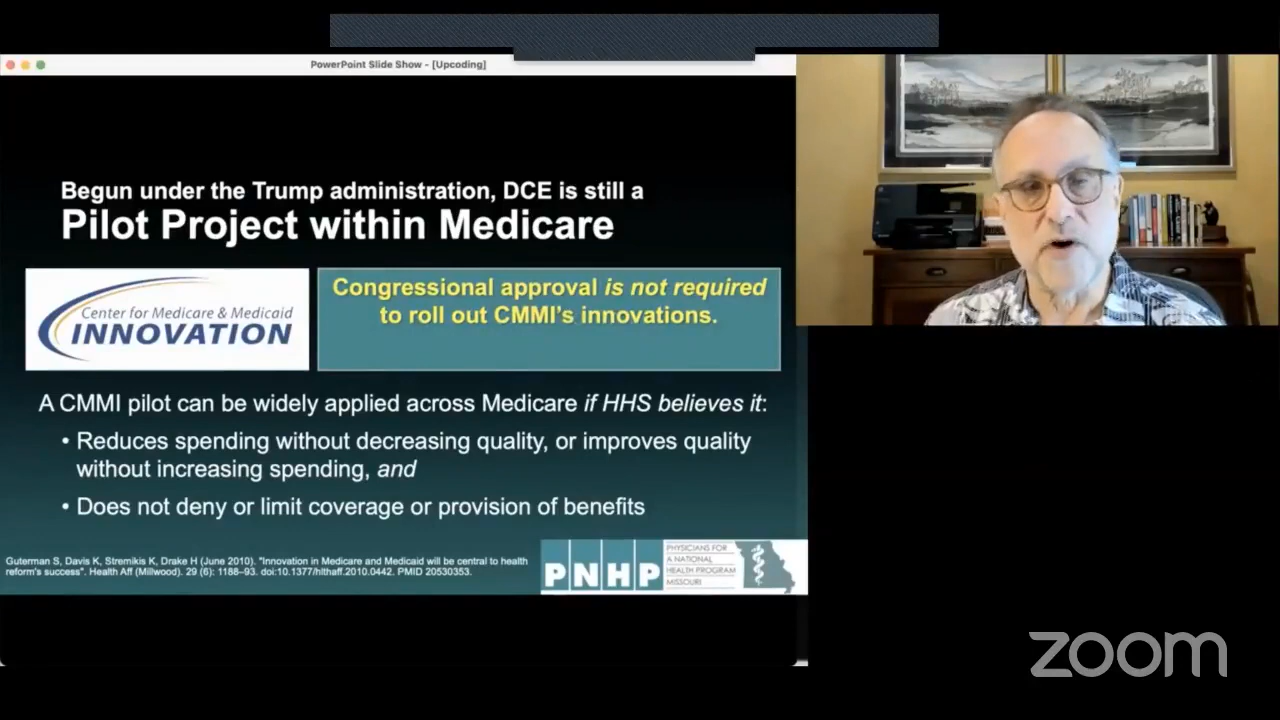 PowerPoint Slide Show - [Upcoding]
Begun under the Trump administration, DCE is still a
Pilot Project within Medicare
Center for Medicare & Medicaid
INNOVATION
Congressional approval is not required
to roll out CMMI's innovations.
A CMMI pilot can be widely applied across Medicare if HHS believes it:
• Reduces spending without decreasing quality, or improves quality
without increasing spending, and
• Does not deny or limit coverage or provision of benefits
Guterman S, Davis K, Stremikis K, Drake H (June 2010). "Innovation in Medicare and Medicaid will be central to health
reform's success". Health Aff (Millwood). 29 (6): 1188–93. doi:10.1377/hlthaff.2010.0442. PMID 20530353.
PNHP
PHYSICIANS FOR
A NATIONAL
HEALTH PROGRAM
MISSOURI
zoom